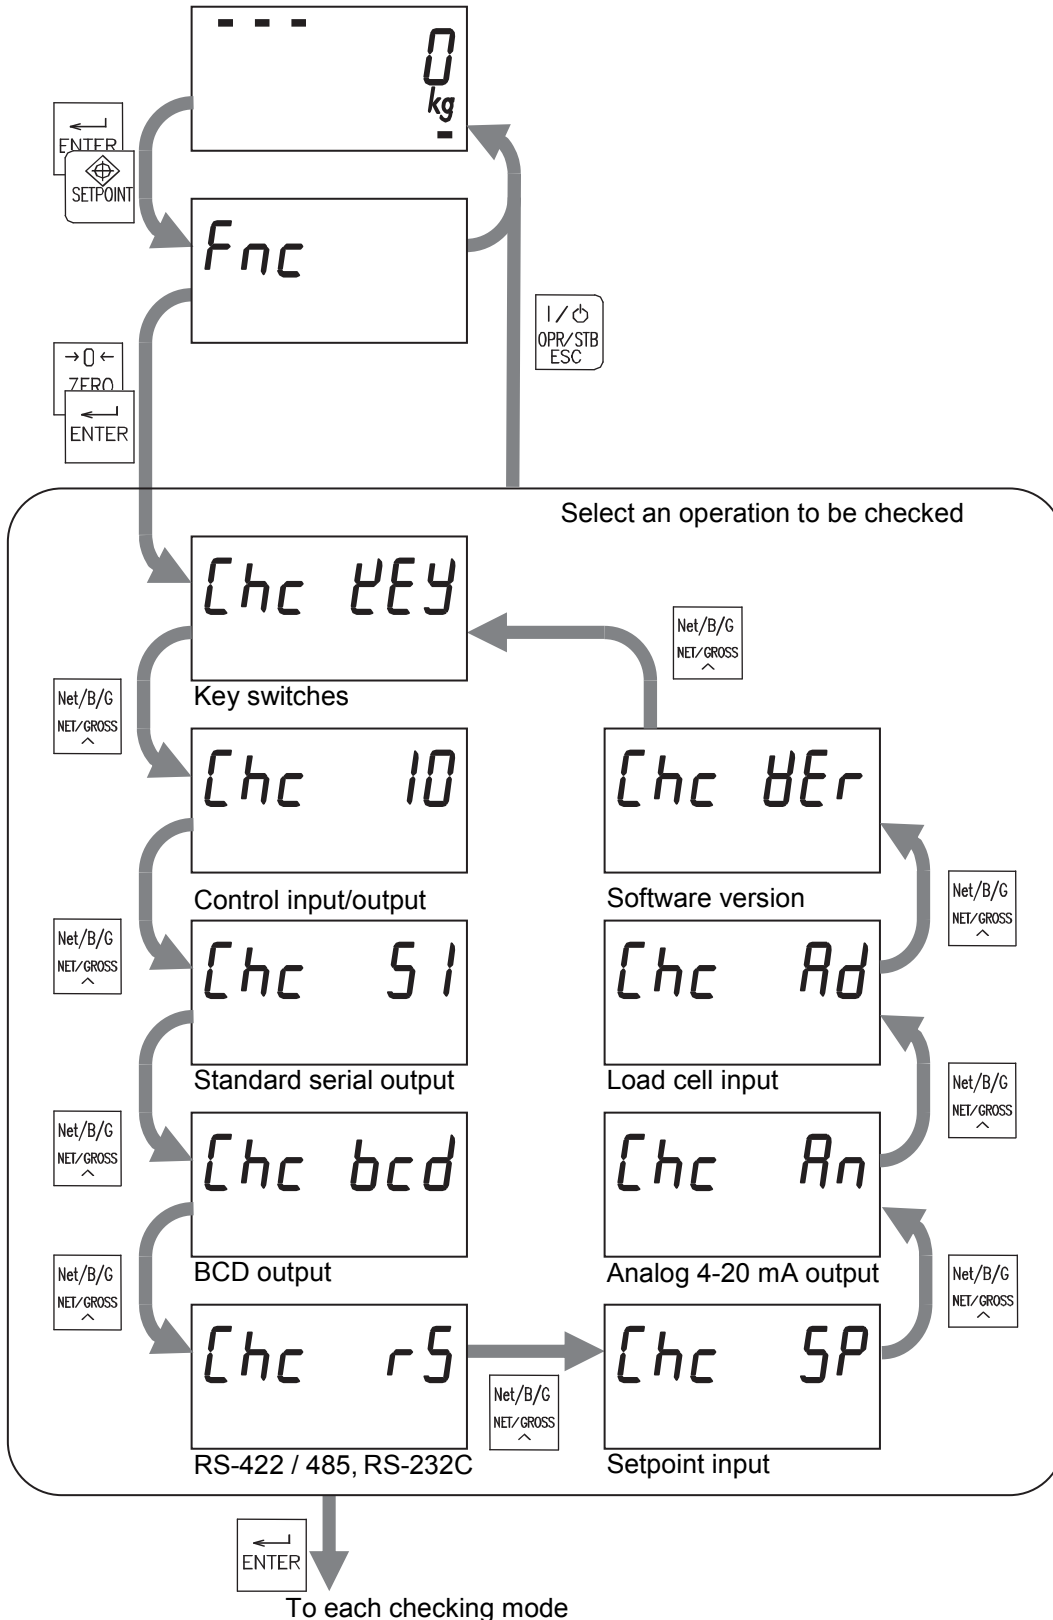 - - -
0
kg
ENTER
SETPOINT
Fnc
I/⏻
OPR/STB
ESC
→0←
ZERO
ENTER
Select an operation to be checked
Chc KEY
Net/B/G
NET/GROSS
Key switches
Net/B/G
NET/GROSS
Chc IO
Chc VEr
Control input/output
Software version
Net/B/G
NET/GROSS
Net/B/G
NET/GROSS
Chc S1
Chc Ad
Standard serial output
Load cell input
Net/B/G
NET/GROSS
Net/B/G
NET/GROSS
Chc bcd
Chc An
BCD output
Analog 4-20 mA output
Net/B/G
NET/GROSS
Net/B/G
NET/GROSS
Chc rS
Chc SP
Net/B/G
NET/GROSS
RS-422 / 485, RS-232C
Setpoint input
ENTER
To each checking mode